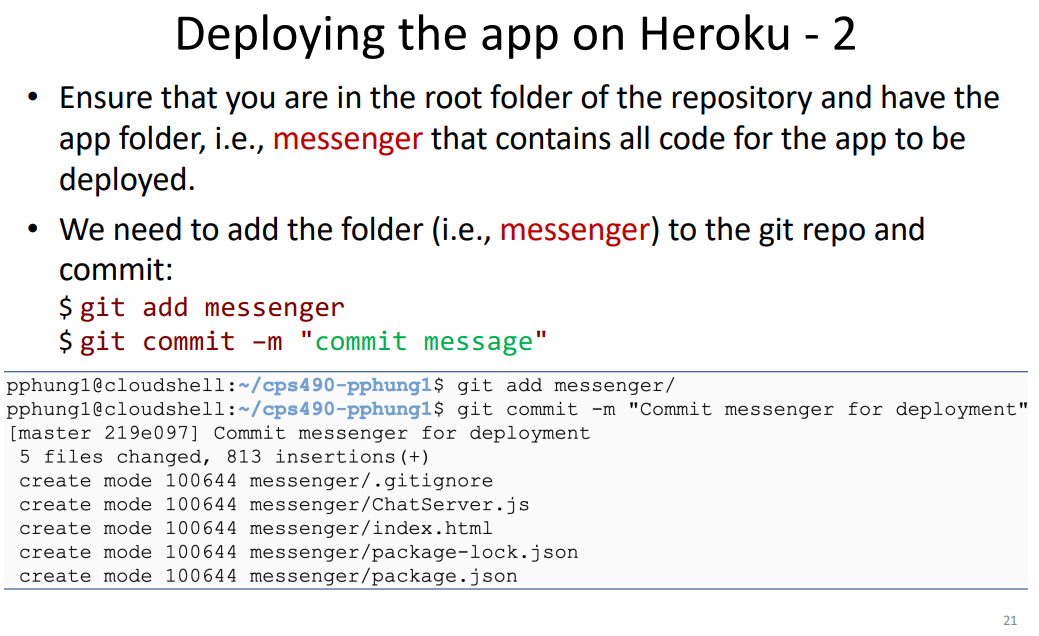 Deploying the app on Heroku - 2
• Ensure that you are in the root folder of the repository and have the
app folder, i.e., messenger that contains all code for the app to be
deployed.
• We need to add the folder (i.e., messenger) to the git repo and
commit:
$ git add messenger
$ git commit –m "commit message"
pphung1@cloudshell:~/cps490-pphung1$ git add messenger/
pphung1@cloudshell:~/cps490-pphung1$ git commit -m "Commit messenger for deployment"
[master 219e097] Commit messenger for deployment
5 files changed, 813 insertions(+)
create mode 100644 messenger/.gitignore
create mode 100644 messenger/ChatServer.js
create mode 100644 messenger/index.html
create mode 100644 messenger/package-lock.json
create mode 100644 messenger/package.json
21